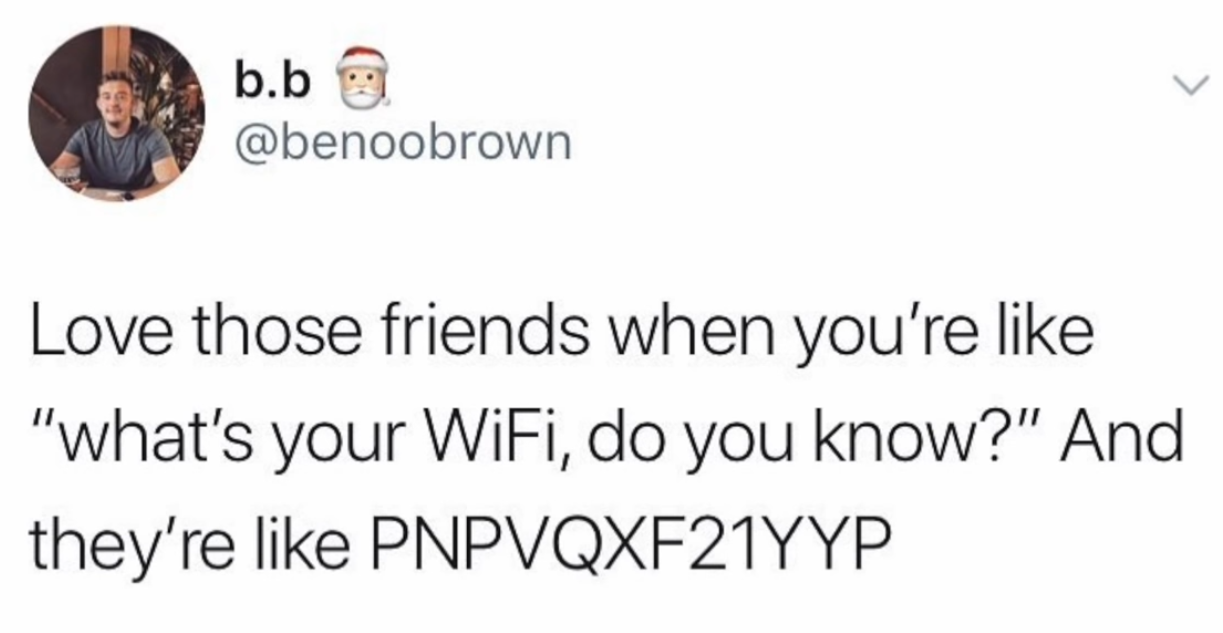 b.b 🎅🏻
@benoobrown
Love those friends when you’re like
“what’s your WiFi, do you know?” And
they’re like PNPVQXF21YYP